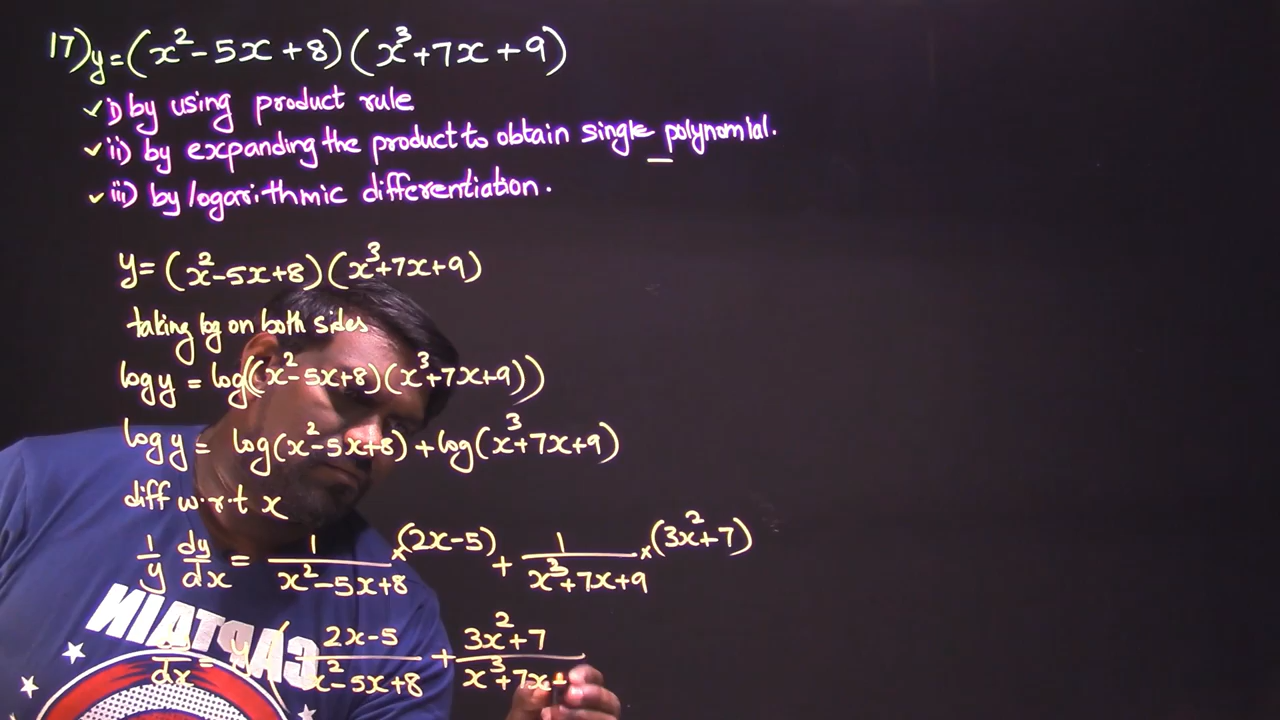 17) y = (x² - 5x + 8) (x³ + 7x + 9)
✓ i) by using product rule
✓ ii) by expanding the product to obtain single polynomial.
✓ iii) by logarithmic differentiation.
y = (x² - 5x + 8) (x³ + 7x + 9)
taking log on both sides
log y = log((x² - 5x + 8)(x³ + 7x + 9))
log y = log(x² - 5x + 8) + log(x³ + 7x + 9)
diff w.r.t x
1/y dy/dx = 1/(x² - 5x + 8) × (2x - 5) + 1/(x³ + 7x + 9) × (3x² + 7)
dy/dx = y ( (2x - 5)/(x² - 5x + 8) + (3x² + 7)/(x³ + 7x +
CAPTAIN